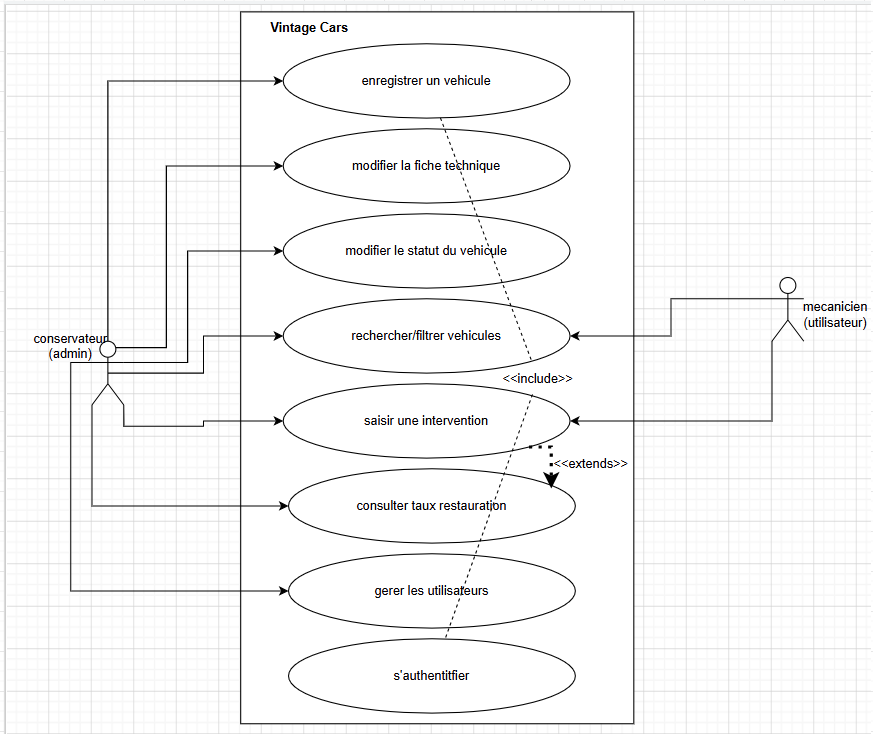 Vintage Cars
enregistrer un vehicule
modifier la fiche technique
modifier le statut du vehicule
rechercher/filtrer vehicules
mecanicien
(utilisateur)
conservateur
(admin)
<<include>>
saisir une intervention
<<extends>>
consulter taux restauration
gerer les utilisateurs
s'authentitfier